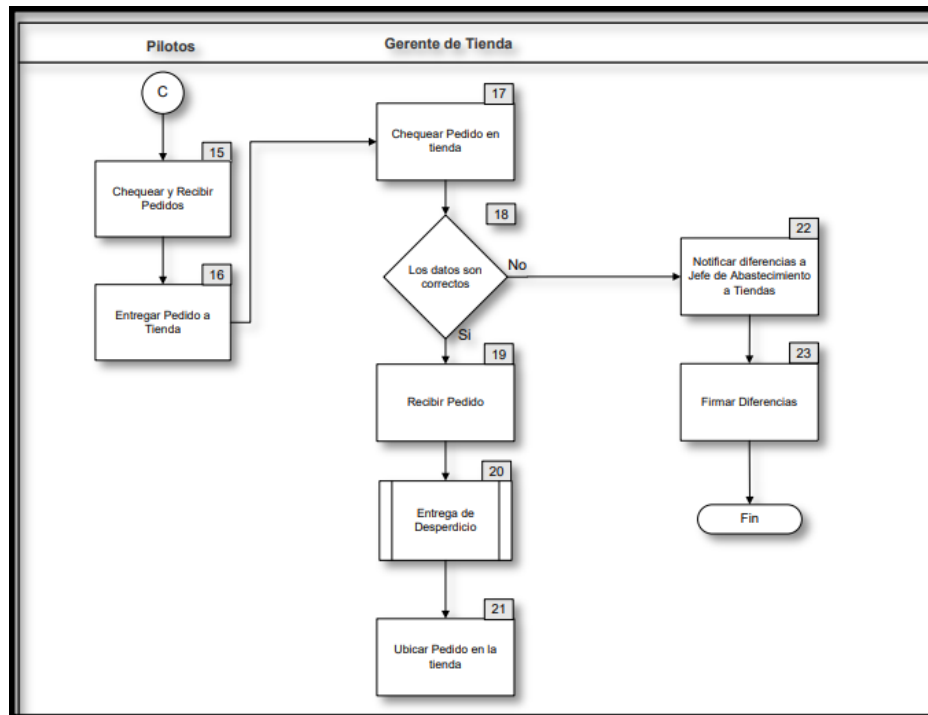 Pilotos
Gerente de Tienda
C
15
Chequear y Recibir
Pedidos
16
Entregar Pedido a
Tienda
17
Chequear Pedido en
tienda
18
Los datos son
correctos
No
Si
19
Recibir Pedido
20
Entrega de
Desperdicio
21
Ubicar Pedido en la
tienda
22
Notificar diferencias a
Jefe de Abastecimiento
a Tiendas
23
Firmar Diferencias
Fin